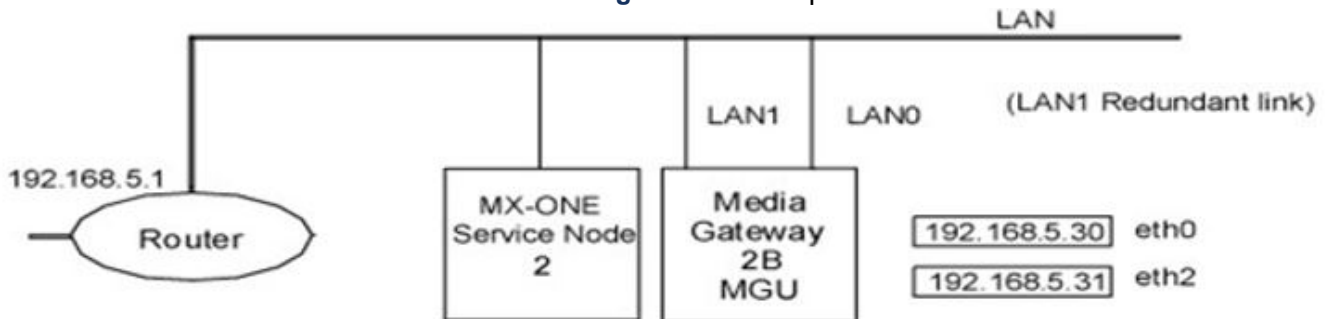 LAN
LAN1
LAN0
(LAN1 Redundant link)
192.168.5.1
Router
MX-ONE
Service Node
2
Media
Gateway
2B
MGU
192.168.5.30 eth0
192.168.5.31 eth2